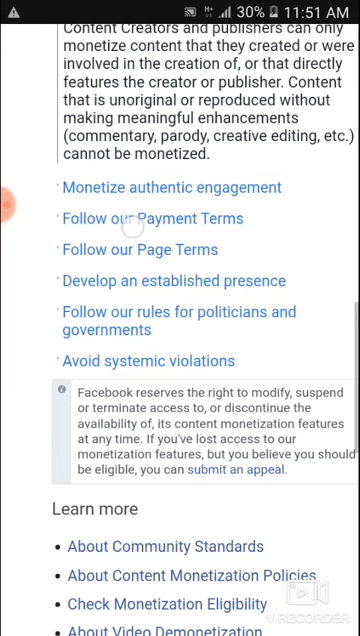 H+ 30% 11:51 AM
Content Creators and publishers can only
monetize content that they created or were
involved in the creation of, or that directly
features the creator or publisher. Content
that is unoriginal or reproduced without
making meaningful enhancements
(commentary, parody, creative editing, etc.)
cannot be monetized.
Monetize authentic engagement
Follow our Payment Terms
Follow our Page Terms
Develop an established presence
Follow our rules for politicians and
governments
Avoid systemic violations
Facebook reserves the right to modify, suspend
or terminate access to, or discontinue the
availability of, its content monetization features
at any time. If you've lost access to our
monetization features, but you believe you should
be eligible, you can submit an appeal.
Learn more
• About Community Standards
• About Content Monetization Policies
• Check Monetization Eligibility
V RECORDER
• About Video Demonetization